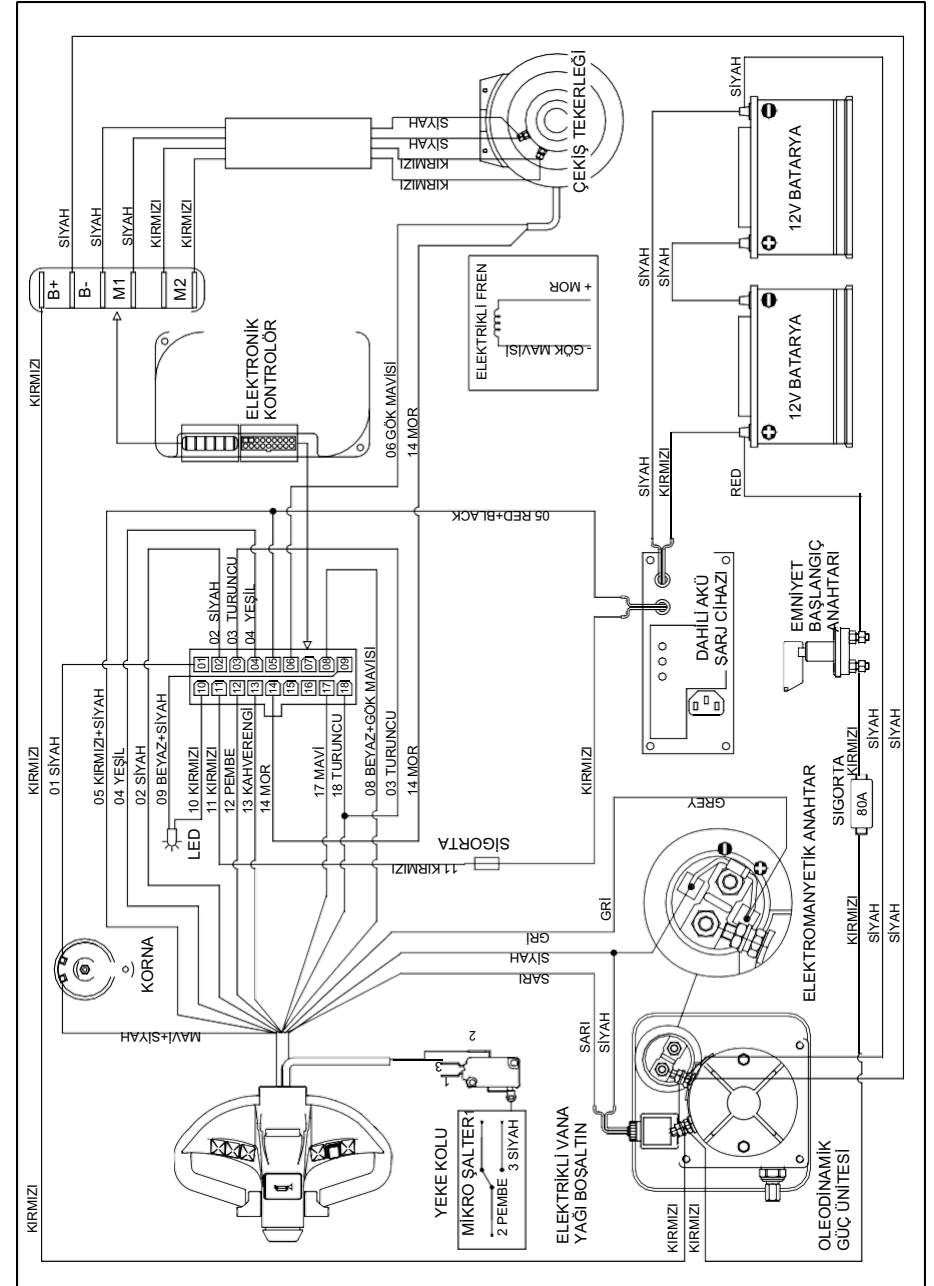 SİYAH
SİYAH
SİYAH
KIRMIZI
KIRMIZI
B+
B-
M1
M2
KIRMIZI
SİYAH
SİYAH
KIRMIZI
KIRMIZI
ÇEKİŞ TEKERLEĞİ
ELEKTRONİK
KONTROLÖR
06 GÖK MAVİSİ
14 MOR
ELEKTRİKLİ FREN
+ MOR
- GÖK MAVİSİ
SİYAH
SİYAH
SİYAH
12V BATARYA
12V BATARYA
SİYAH
KIRMIZI
RED
05 RED+BLACK
KIRMIZI
01 SİYAH
05 KIRMIZI+SİYAH
04 YEŞİL
02 SİYAH
09 BEYAZ+SİYAH
LED
10 KIRMIZI
11 KIRMIZI
12 PEMBE
13 KAHVERENGİ
14 MOR
17 MAVİ
18 TURUNCU
02 SİYAH
03 TURUNCU
04 YEŞİL
01
02
03
04
05
06
07
08
09
10
11
12
13
14
15
16
17
18
08 BEYAZ+GÖK MAVİSİ
03 TURUNCU
14 MOR
11 KIRMIZI
SİGORTA
KIRMIZI
DAHİLİ AKÜ
ŞARJ CİHAZI
EMNİYET
BAŞLANGIÇ
ANAHTARI
KIRMIZI
SİYAH
SİYAH
SİGORTA
80A
KIRMIZI
SİYAH
SİYAH
GREY
GRİ
GRİ
SİYAH
SARI
ELEKTROMANYETİK ANAHTAR
KORNA
MAVİ+SİYAH
1
3
2
YEKE KOLU
MİKRO ŞALTER1
2 PEMBE
3 SİYAH
SARI
SİYAH
ELEKTRİKLİ VANA
YAĞI BOŞALTIN
KIRMIZI
KIRMIZI
KIRMIZI
OLEODİNAMİK
GÜÇ ÜNİTESİ